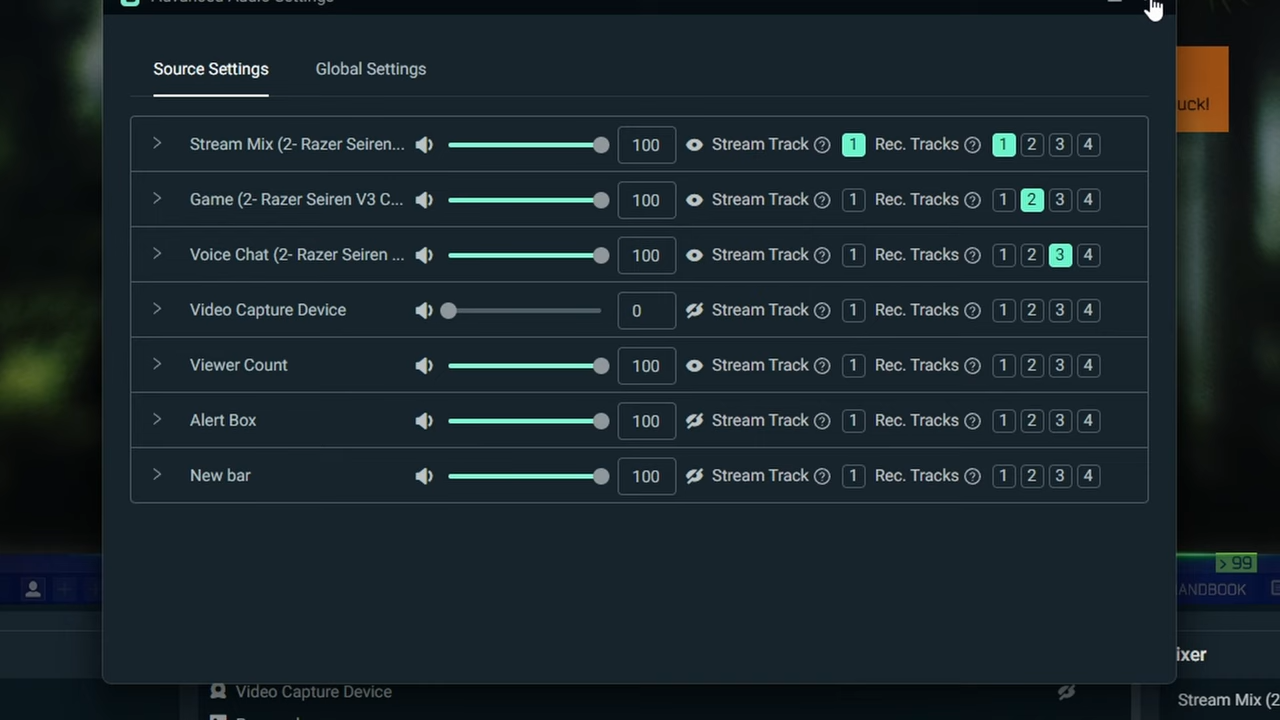 Advanced Audio Settings
Source Settings Global Settings
uck!
Stream Mix (2- Razer Seiren... 100 Stream Track ? 1 Rec. Tracks ? 1 2 3 4
Game (2- Razer Seiren V3 C... 100 Stream Track ? 1 Rec. Tracks ? 1 2 3 4
Voice Chat (2- Razer Seiren ... 100 Stream Track ? 1 Rec. Tracks ? 1 2 3 4
Video Capture Device 0 Stream Track ? 1 Rec. Tracks ? 1 2 3 4
Viewer Count 100 Stream Track ? 1 Rec. Tracks ? 1 2 3 4
Alert Box 100 Stream Track ? 1 Rec. Tracks ? 1 2 3 4
New bar 100 Stream Track ? 1 Rec. Tracks ? 1 2 3 4
> 99
ANDBOOK
ixer
Video Capture Device
Stream Mix (2